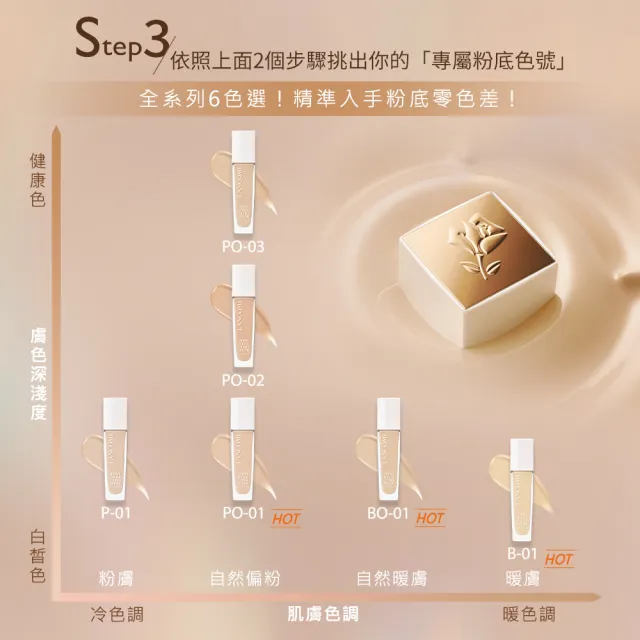 Step3/依照上面2個步驟挑出你的「專屬粉底色號」
全系列6色選！精準入手粉底零色差！
健康色
PO-03
PO-02
膚色深淺度
P-01
PO-01 HOT
BO-01 HOT
B-01 HOT
白皙色
粉膚
自然偏粉
自然暖膚
暖膚
冷色調
肌膚色調
暖色調